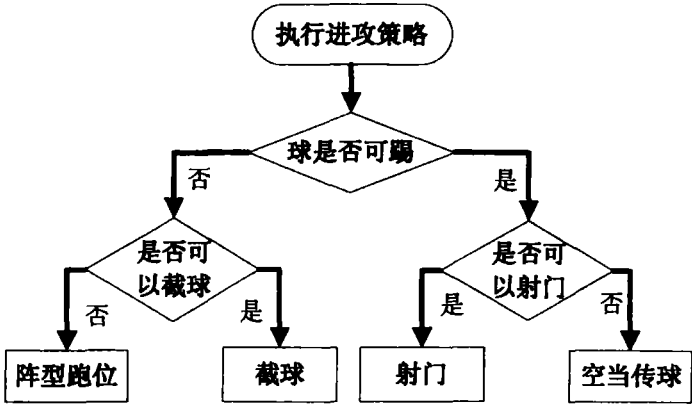 执行进攻策略
球是否可踢
否
是
是否可
以截球
是否可
以射门
否
是
是
否
阵型跑位
截球
射门
空当传球